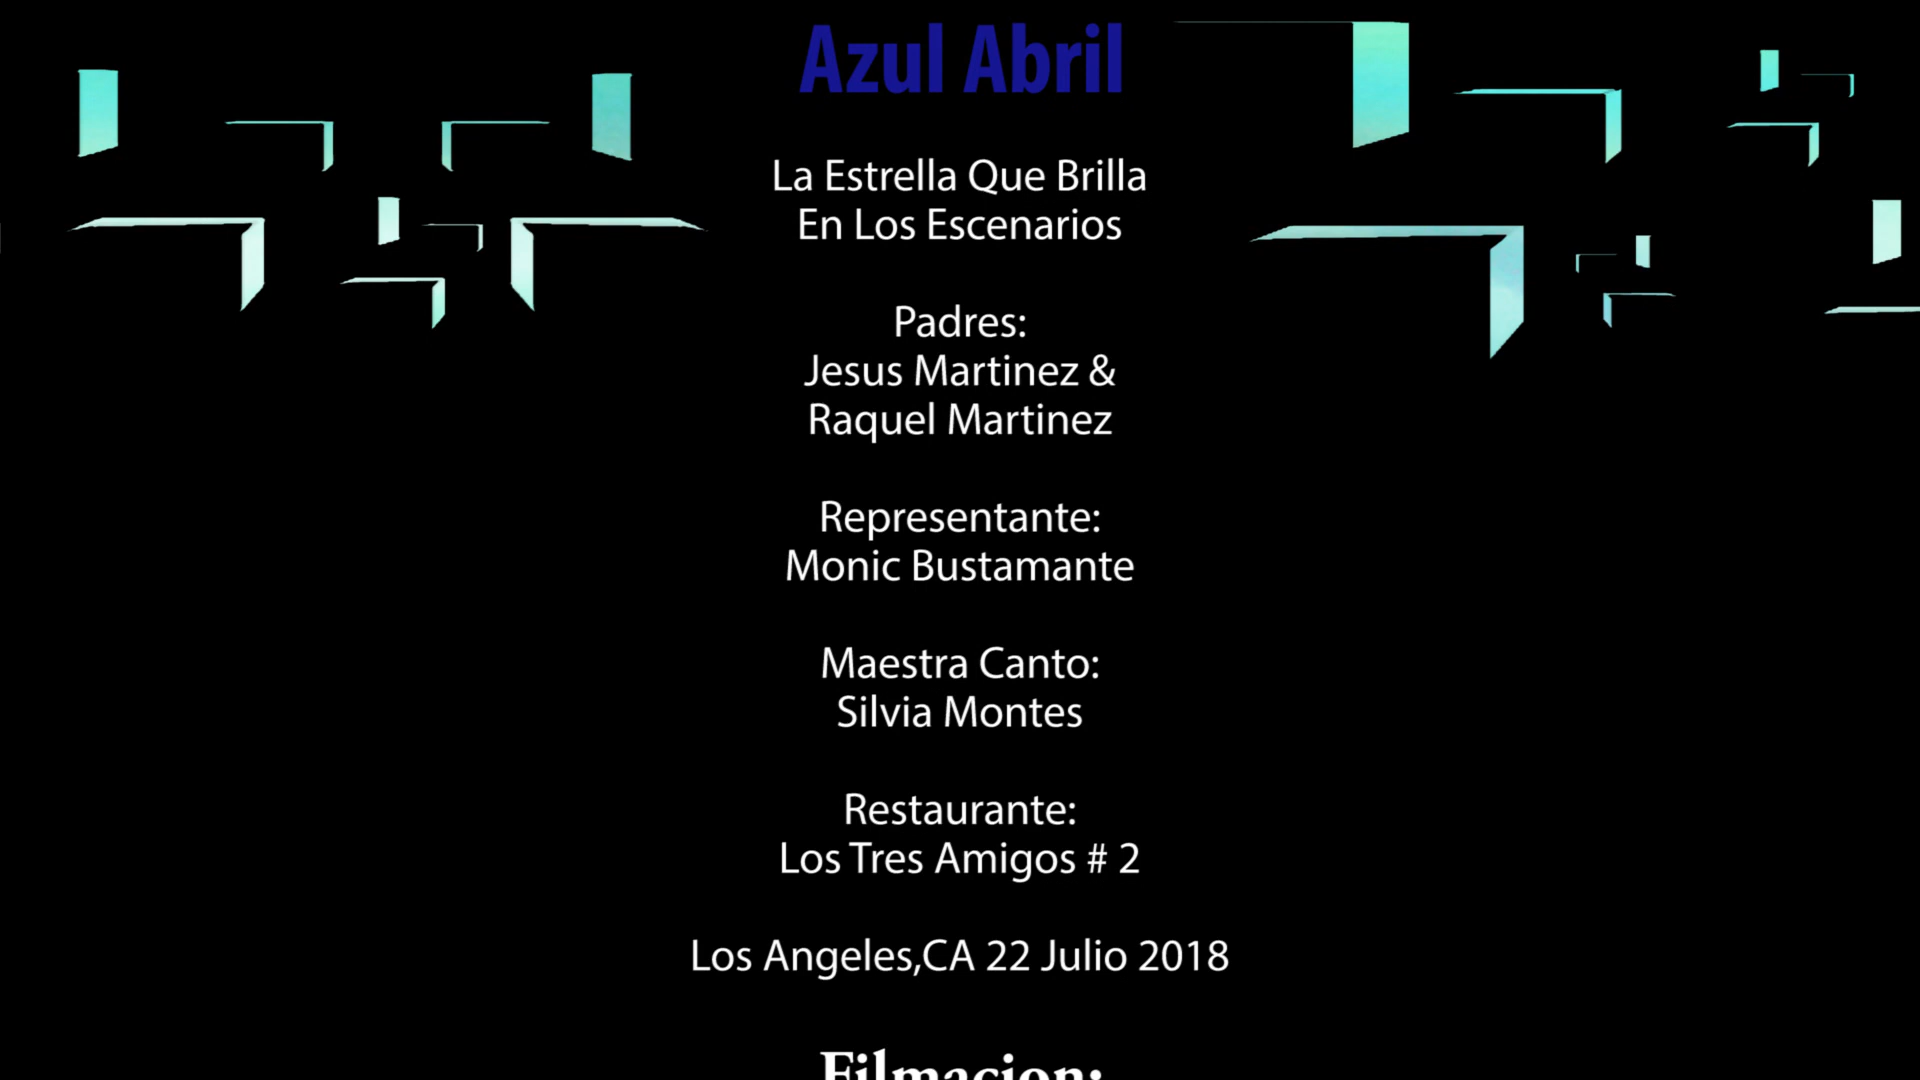 Azul Abril
La Estrella Que Brilla
En Los Escenarios
Padres:
Jesus Martinez &
Raquel Martinez
Representante:
Monic Bustamante
Maestra Canto:
Silvia Montes
Restaurante:
Los Tres Amigos # 2
Los Angeles,CA 22 Julio 2018
Filmacion: